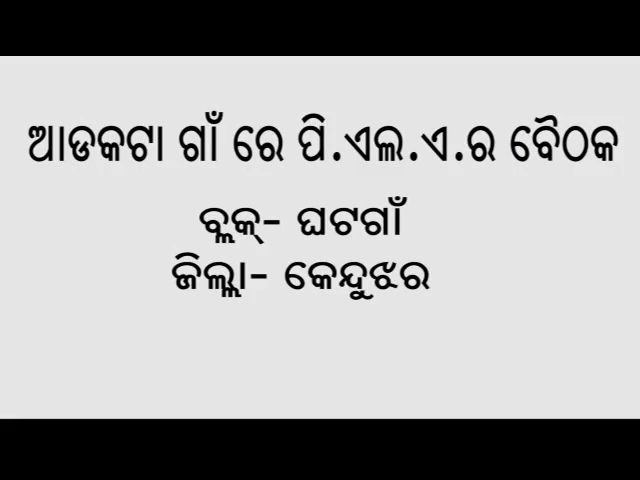 ଆଡକଟା ଗାଁ ରେ ପି.ଏଲ.ଏ.ର ବୈଠକ
ବ୍ଲକ୍- ଘଟଗାଁ
ଜିଲ୍ଲା- କେନ୍ଦୁଝର